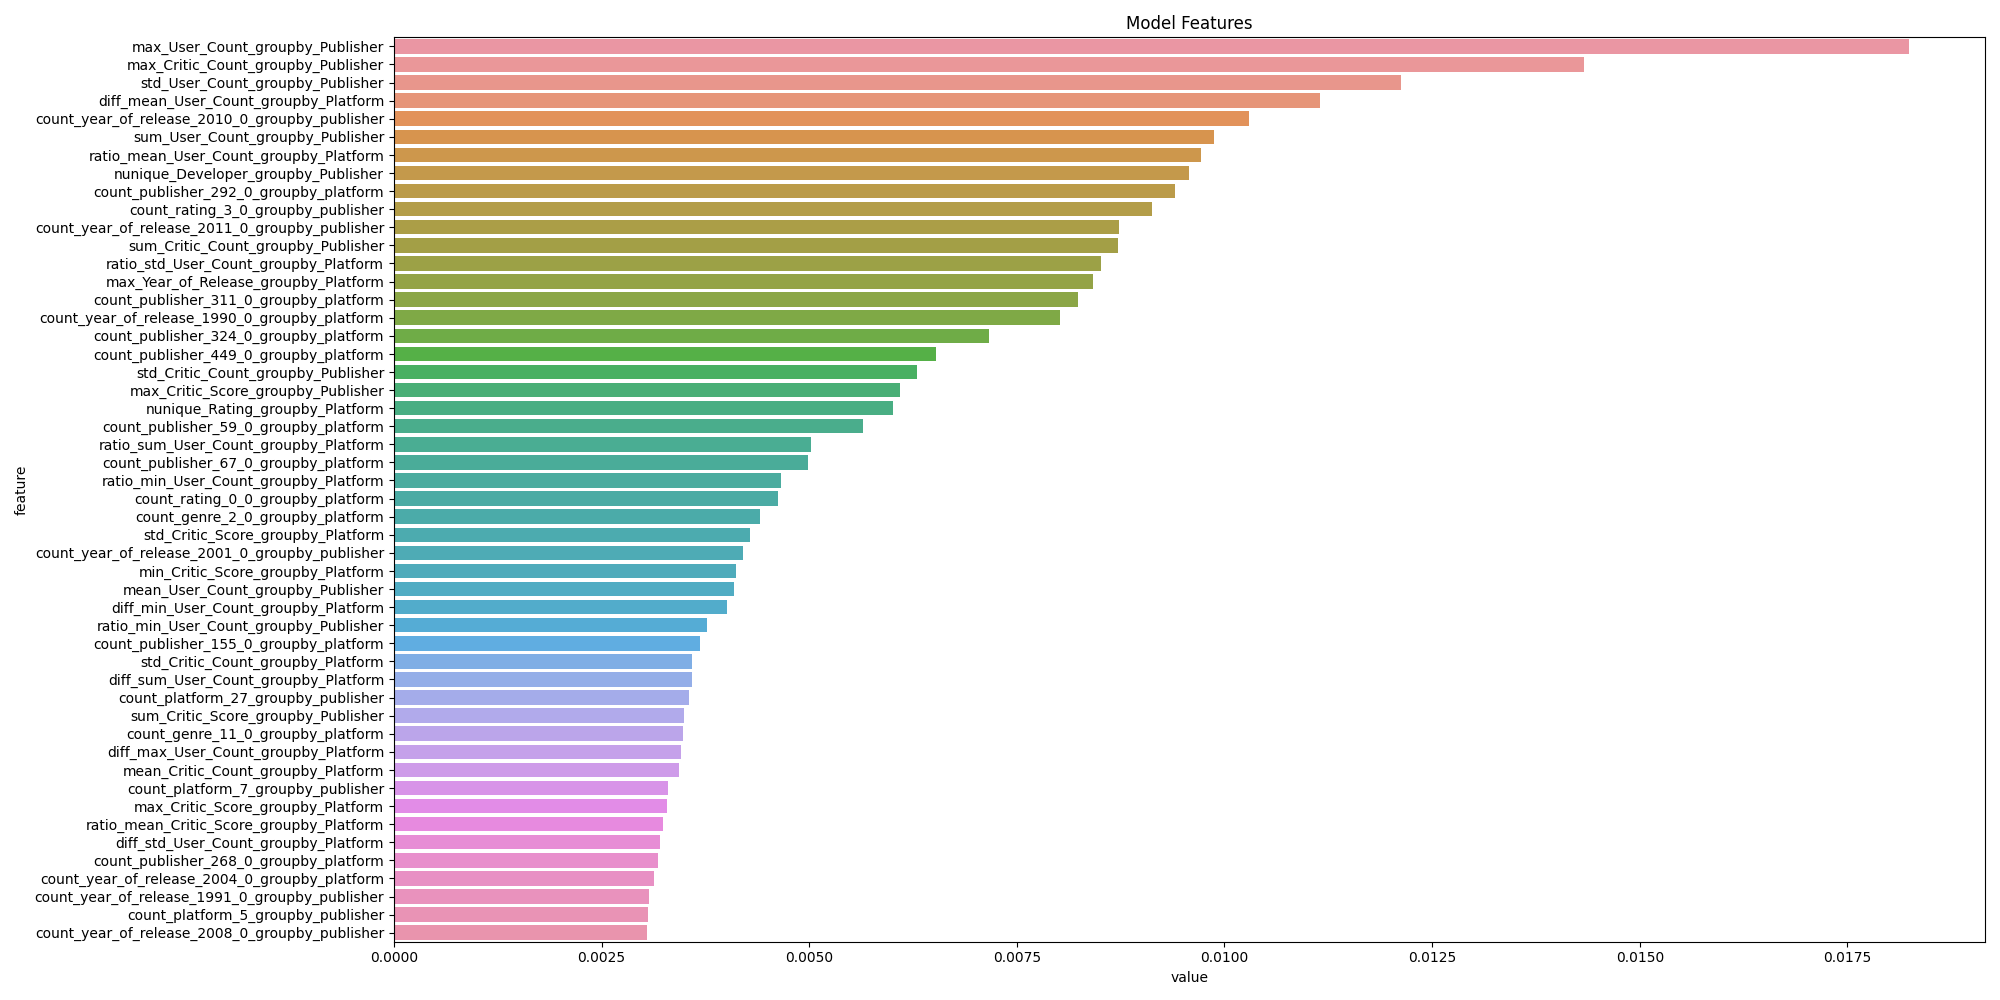 Model Features
max_User_Count_groupby_Publisher
max_Critic_Count_groupby_Publisher
std_User_Count_groupby_Publisher
diff_mean_User_Count_groupby_Platform
count_year_of_release_2010_0_groupby_publisher
sum_User_Count_groupby_Publisher
ratio_mean_User_Count_groupby_Platform
nunique_Developer_groupby_Publisher
count_publisher_292_0_groupby_platform
count_rating_3_0_groupby_publisher
count_year_of_release_2011_0_groupby_publisher
sum_Critic_Count_groupby_Publisher
ratio_std_User_Count_groupby_Platform
max_Year_of_Release_groupby_Platform
count_publisher_311_0_groupby_platform
count_year_of_release_1990_0_groupby_platform
count_publisher_324_0_groupby_platform
count_publisher_449_0_groupby_platform
std_Critic_Count_groupby_Publisher
max_Critic_Score_groupby_Publisher
nunique_Rating_groupby_Platform
count_publisher_59_0_groupby_platform
ratio_sum_User_Count_groupby_Platform
count_publisher_67_0_groupby_platform
ratio_min_User_Count_groupby_Platform
count_rating_0_0_groupby_platform
count_genre_2_0_groupby_platform
std_Critic_Score_groupby_Platform
count_year_of_release_2001_0_groupby_publisher
min_Critic_Score_groupby_Platform
mean_User_Count_groupby_Publisher
diff_min_User_Count_groupby_Platform
ratio_min_User_Count_groupby_Publisher
count_publisher_155_0_groupby_platform
std_Critic_Count_groupby_Platform
diff_sum_User_Count_groupby_Platform
count_platform_27_groupby_publisher
sum_Critic_Score_groupby_Publisher
count_genre_11_0_groupby_platform
diff_max_User_Count_groupby_Platform
mean_Critic_Count_groupby_Platform
count_platform_7_groupby_publisher
max_Critic_Score_groupby_Platform
ratio_mean_Critic_Score_groupby_Platform
diff_std_User_Count_groupby_Platform
count_publisher_268_0_groupby_platform
count_year_of_release_2004_0_groupby_platform
count_year_of_release_1991_0_groupby_publisher
count_platform_5_groupby_publisher
count_year_of_release_2008_0_groupby_publisher
feature
0.0000 0.0025 0.0050 0.0075 0.0100 0.0125 0.0150 0.0175
value